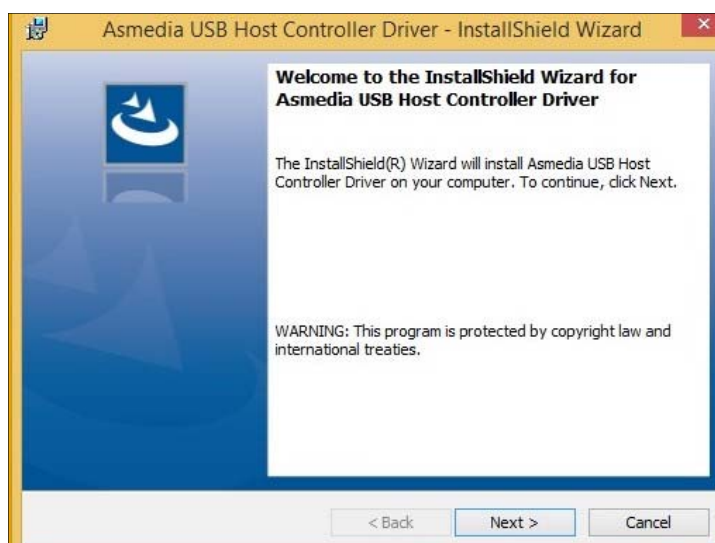 Asmedia USB Host Controller Driver - InstallShield Wizard
Welcome to the InstallShield Wizard for
Asmedia USB Host Controller Driver
The InstallShield(R) Wizard will install Asmedia USB Host
Controller Driver on your computer. To continue, click Next.
WARNING: This program is protected by copyright law and
international treaties.
< Back Next > Cancel